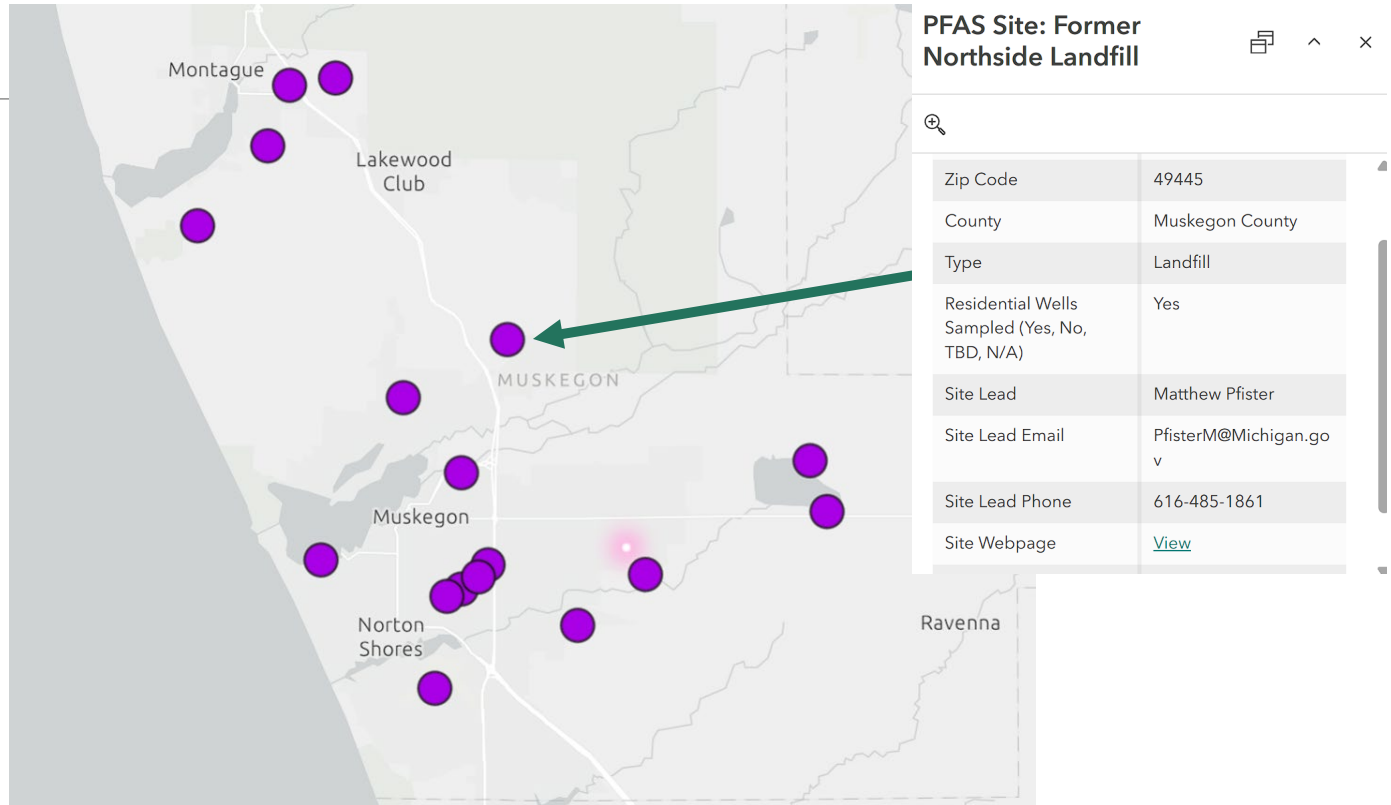 Montague
Lakewood
Club
MUSKEGON
Muskegon
Norton
Shores
Ravenna
PFAS Site: Former
Northside Landfill
Zip Code 49445
County Muskegon County
Type Landfill
Residential Wells Yes
Sampled (Yes, No,
TBD, N/A)
Site Lead Matthew Pfister
Site Lead Email PfisterM@Michigan.go
v
Site Lead Phone 616-485-1861
Site Webpage View